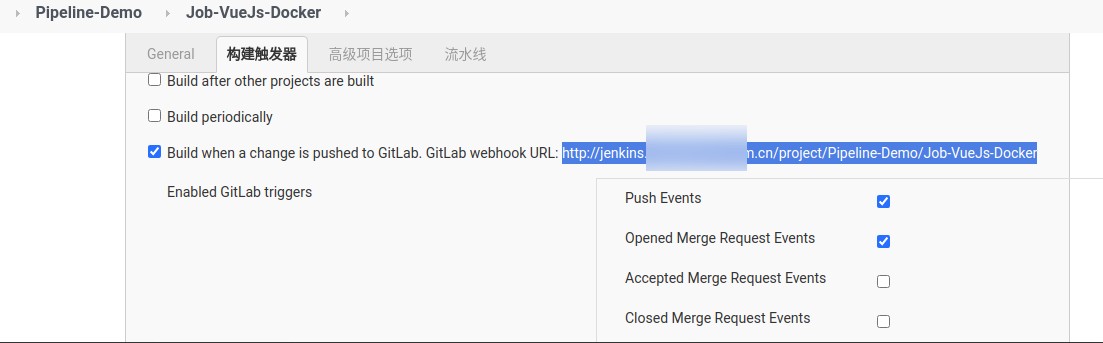 Pipeline-Demo Job-VueJs-Docker
General 构建触发器 高级项目选项 流水线
Build after other projects are built
Build periodically
Build when a change is pushed to GitLab. GitLab webhook URL: http://jenkins. n.cn/project/Pipeline-Demo/Job-VueJs-Docker
Enabled GitLab triggers
Push Events
Opened Merge Request Events
Accepted Merge Request Events
Closed Merge Request Events